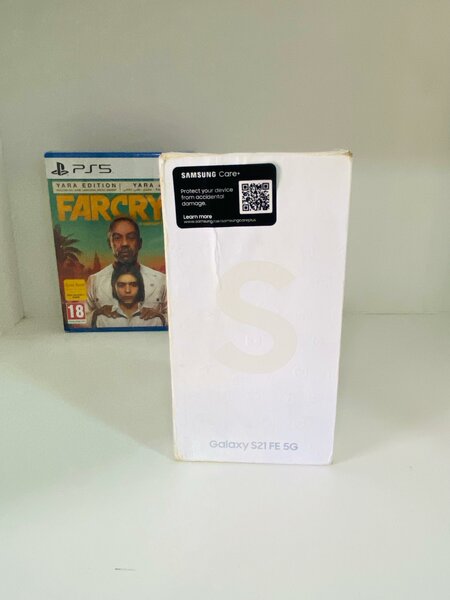 PS5
YARA EDITION
YARA
FARCRY
18
SAMSUNG Care+
Protect your device
from accidental
damage.
Learn more
S
Galaxy S21 FE 5G